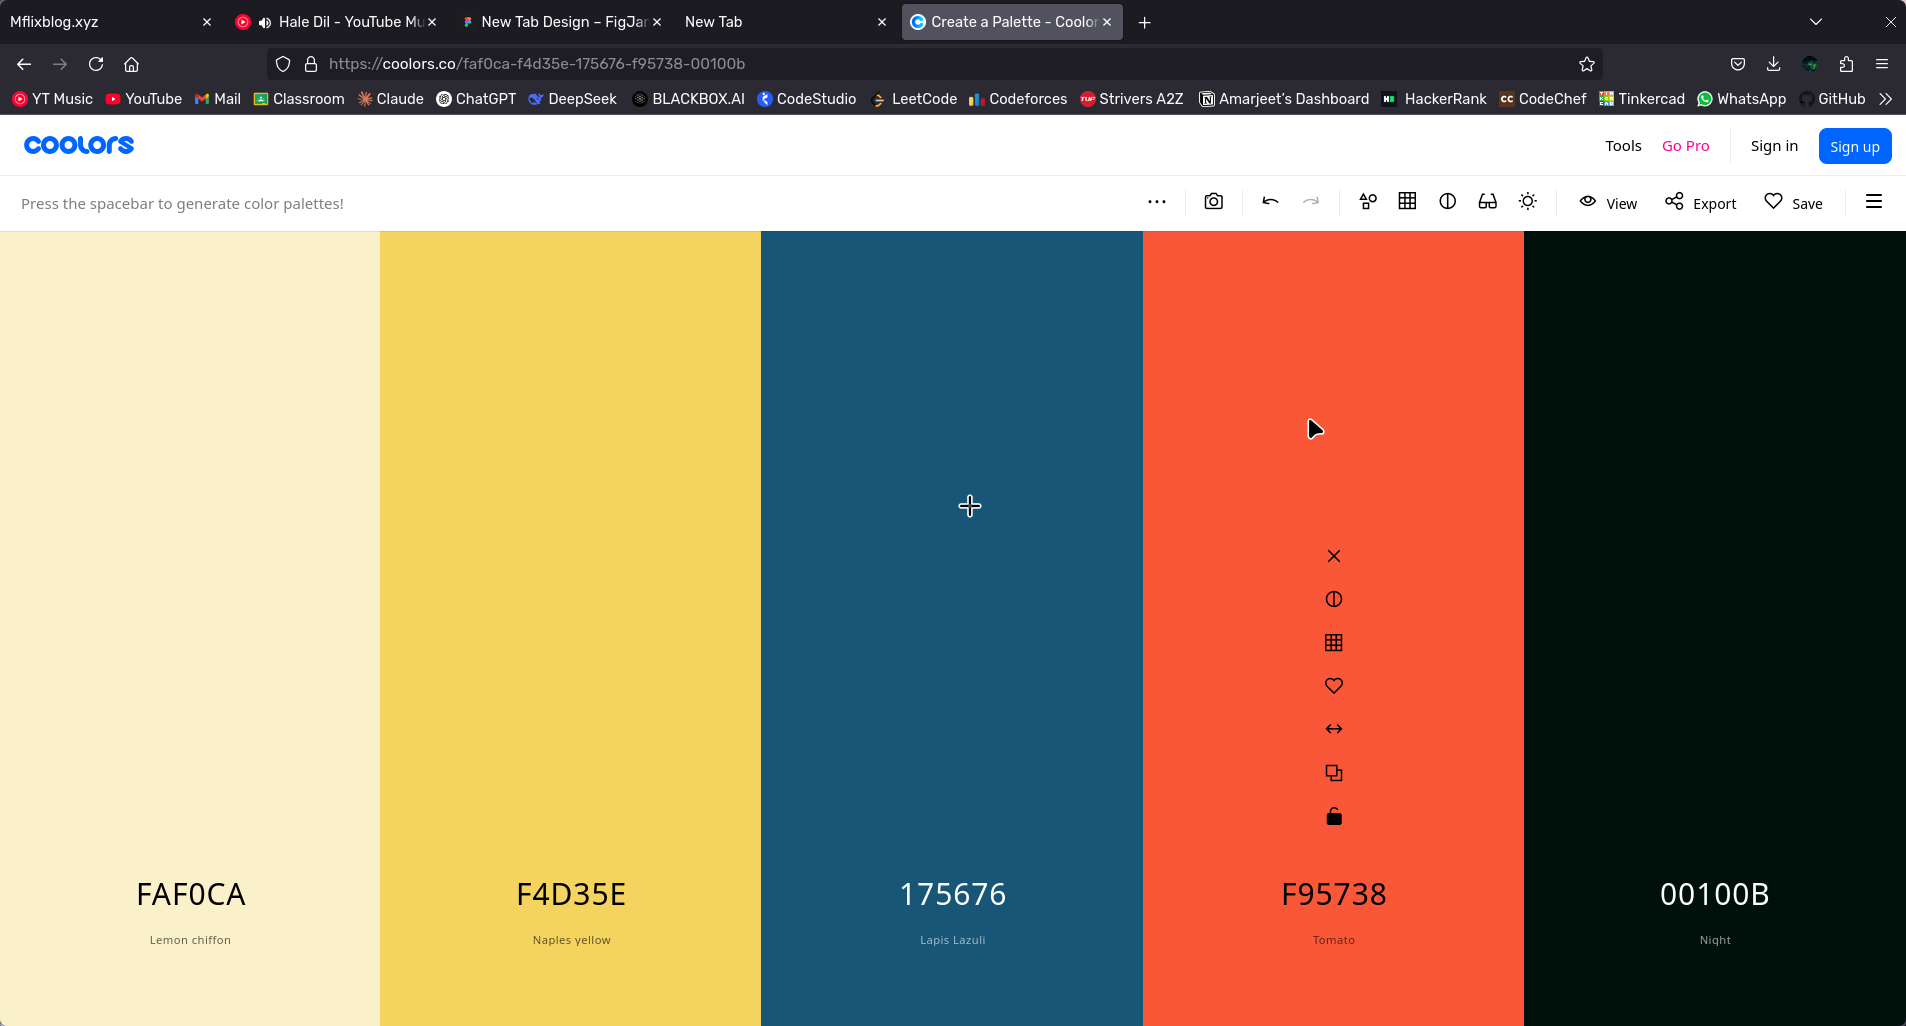 Mflixblog.xyz
Hale Dil - YouTube Mu
New Tab Design – FigJar
New Tab
Create a Palette - Coolor
https://coolors.co/faf0ca-f4d35e-175676-f95738-00100b
YT Music YouTube Mail Classroom Claude ChatGPT DeepSeek BLACKBOX.AI CodeStudio LeetCode Codeforces Strivers A2Z Amarjeet's Dashboard HackerRank CodeChef Tinkercad WhatsApp GitHub
coolors
Tools Go Pro Sign in Sign up
Press the spacebar to generate color palettes!
View Export Save
FAF0CA
Lemon chiffon
F4D35E
Naples yellow
175676
Lapis Lazuli
F95738
Tomato
00100B
Night